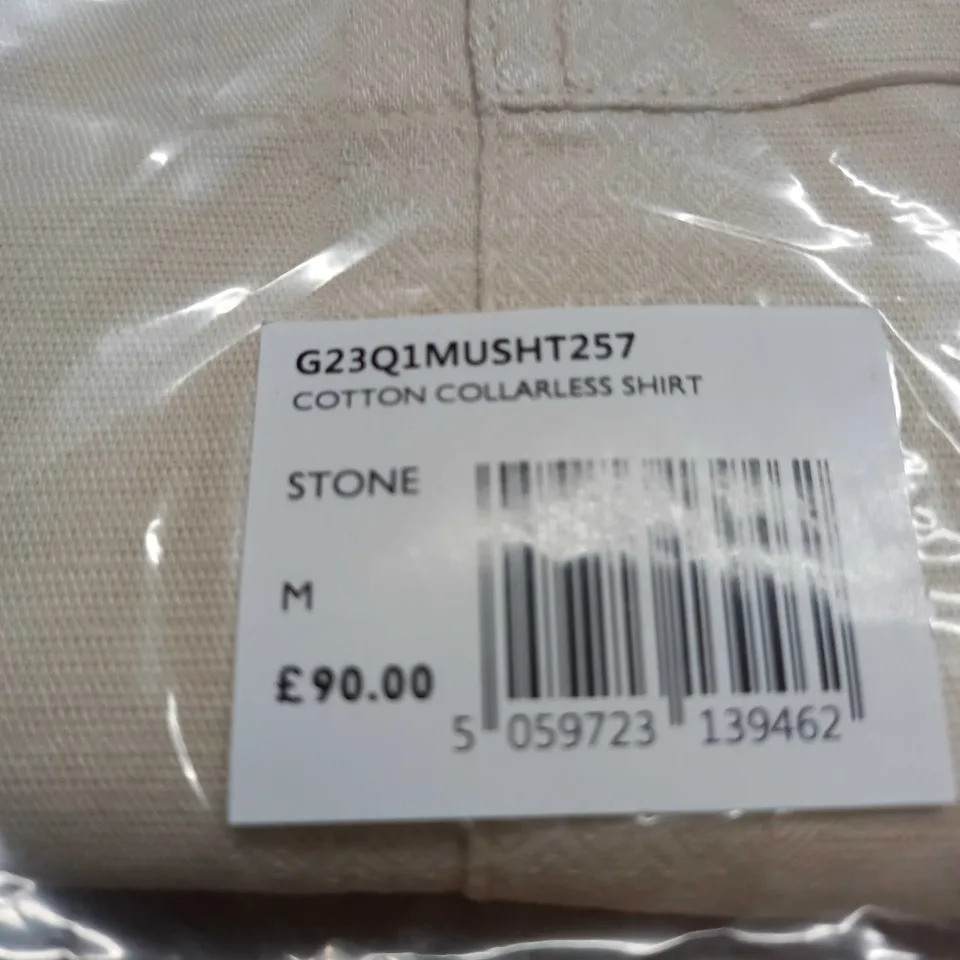 G23Q1MUSHT257
COTTON COLLARLESS SHIRT
STONE
M
£90.00
5 059723 139462